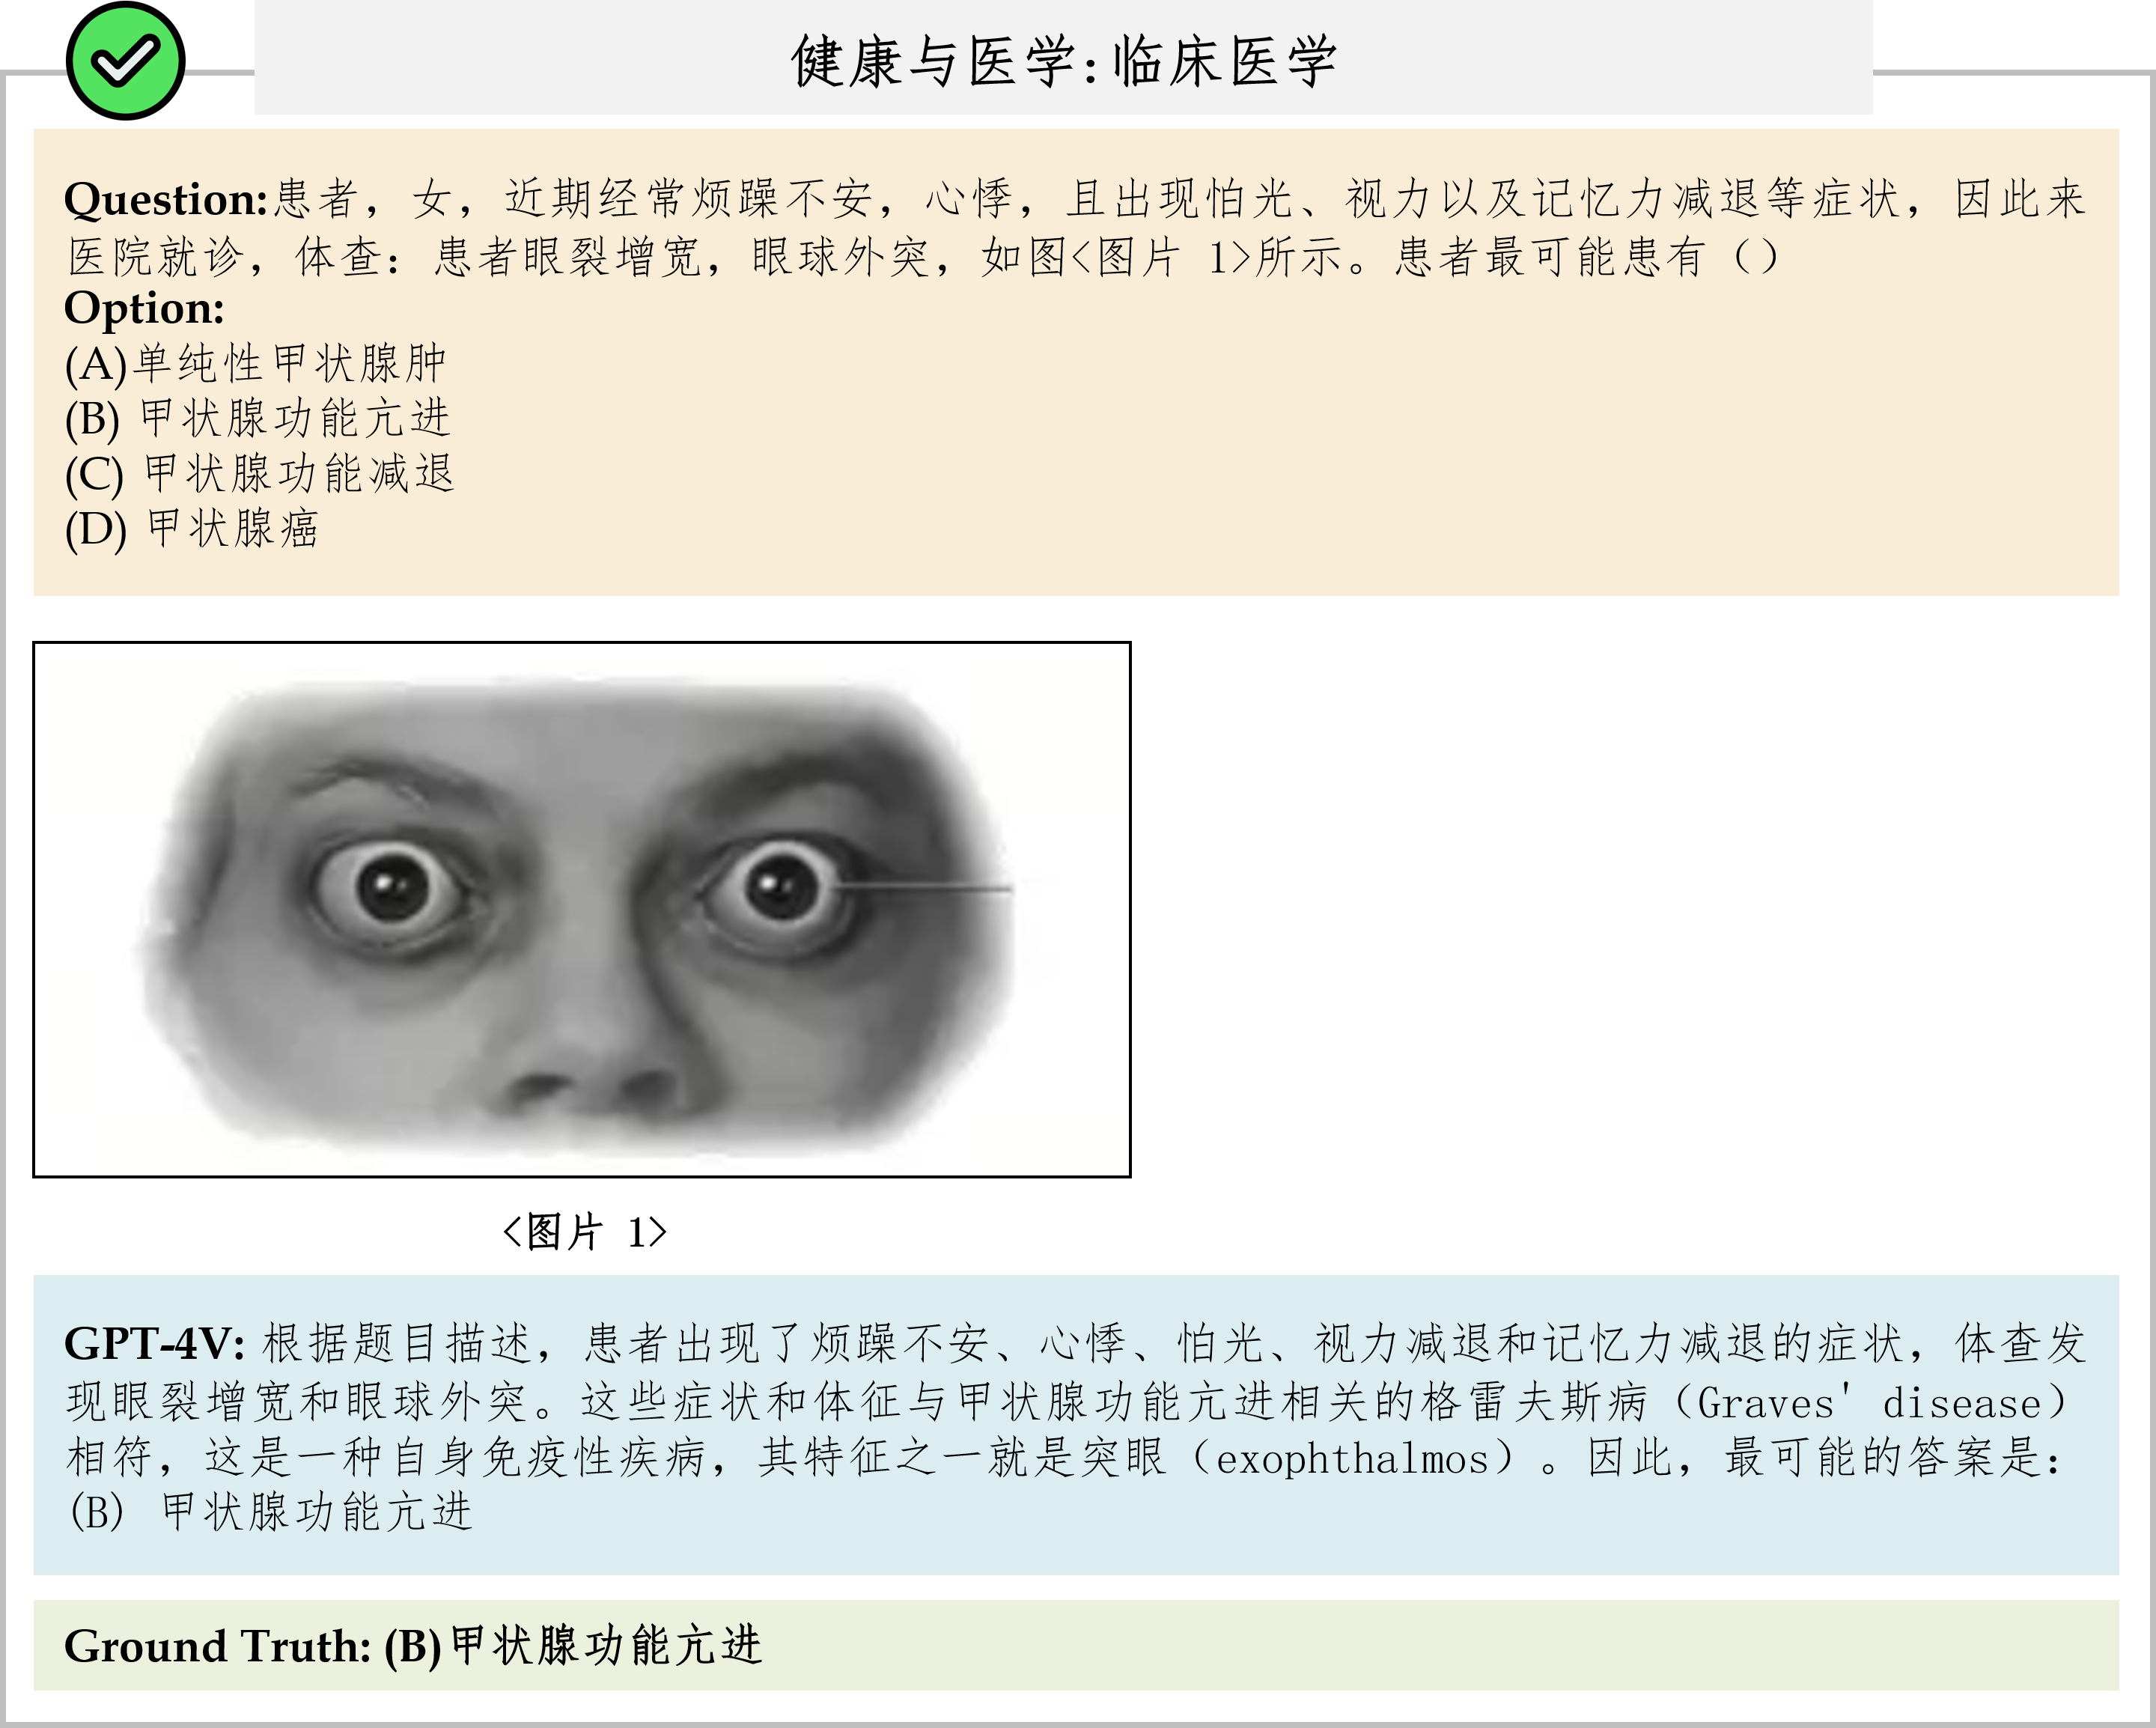 健康与医学:临床医学
Question:患者，女，近期经常烦躁不安，心悸，且出现怕光、视力以及记忆力减退等症状，因此来
医院就诊，体查：患者眼裂增宽，眼球外突，如图<图片 1>所示。患者最可能患有（）
Option:
(A)单纯性甲状腺肿
(B) 甲状腺功能亢进
(C) 甲状腺功能减退
(D) 甲状腺癌
<图片 1>
GPT-4V: 根据题目描述，患者出现了烦躁不安、心悸、怕光、视力减退和记忆力减退的症状，体查发
现眼裂增宽和眼球外突。这些症状和体征与甲状腺功能亢进相关的格雷夫斯病（Graves' disease）
相符，这是一种自身免疫性疾病，其特征之一就是突眼（exophthalmos）。因此，最可能的答案是：
(B) 甲状腺功能亢进
Ground Truth: (B)甲状腺功能亢进